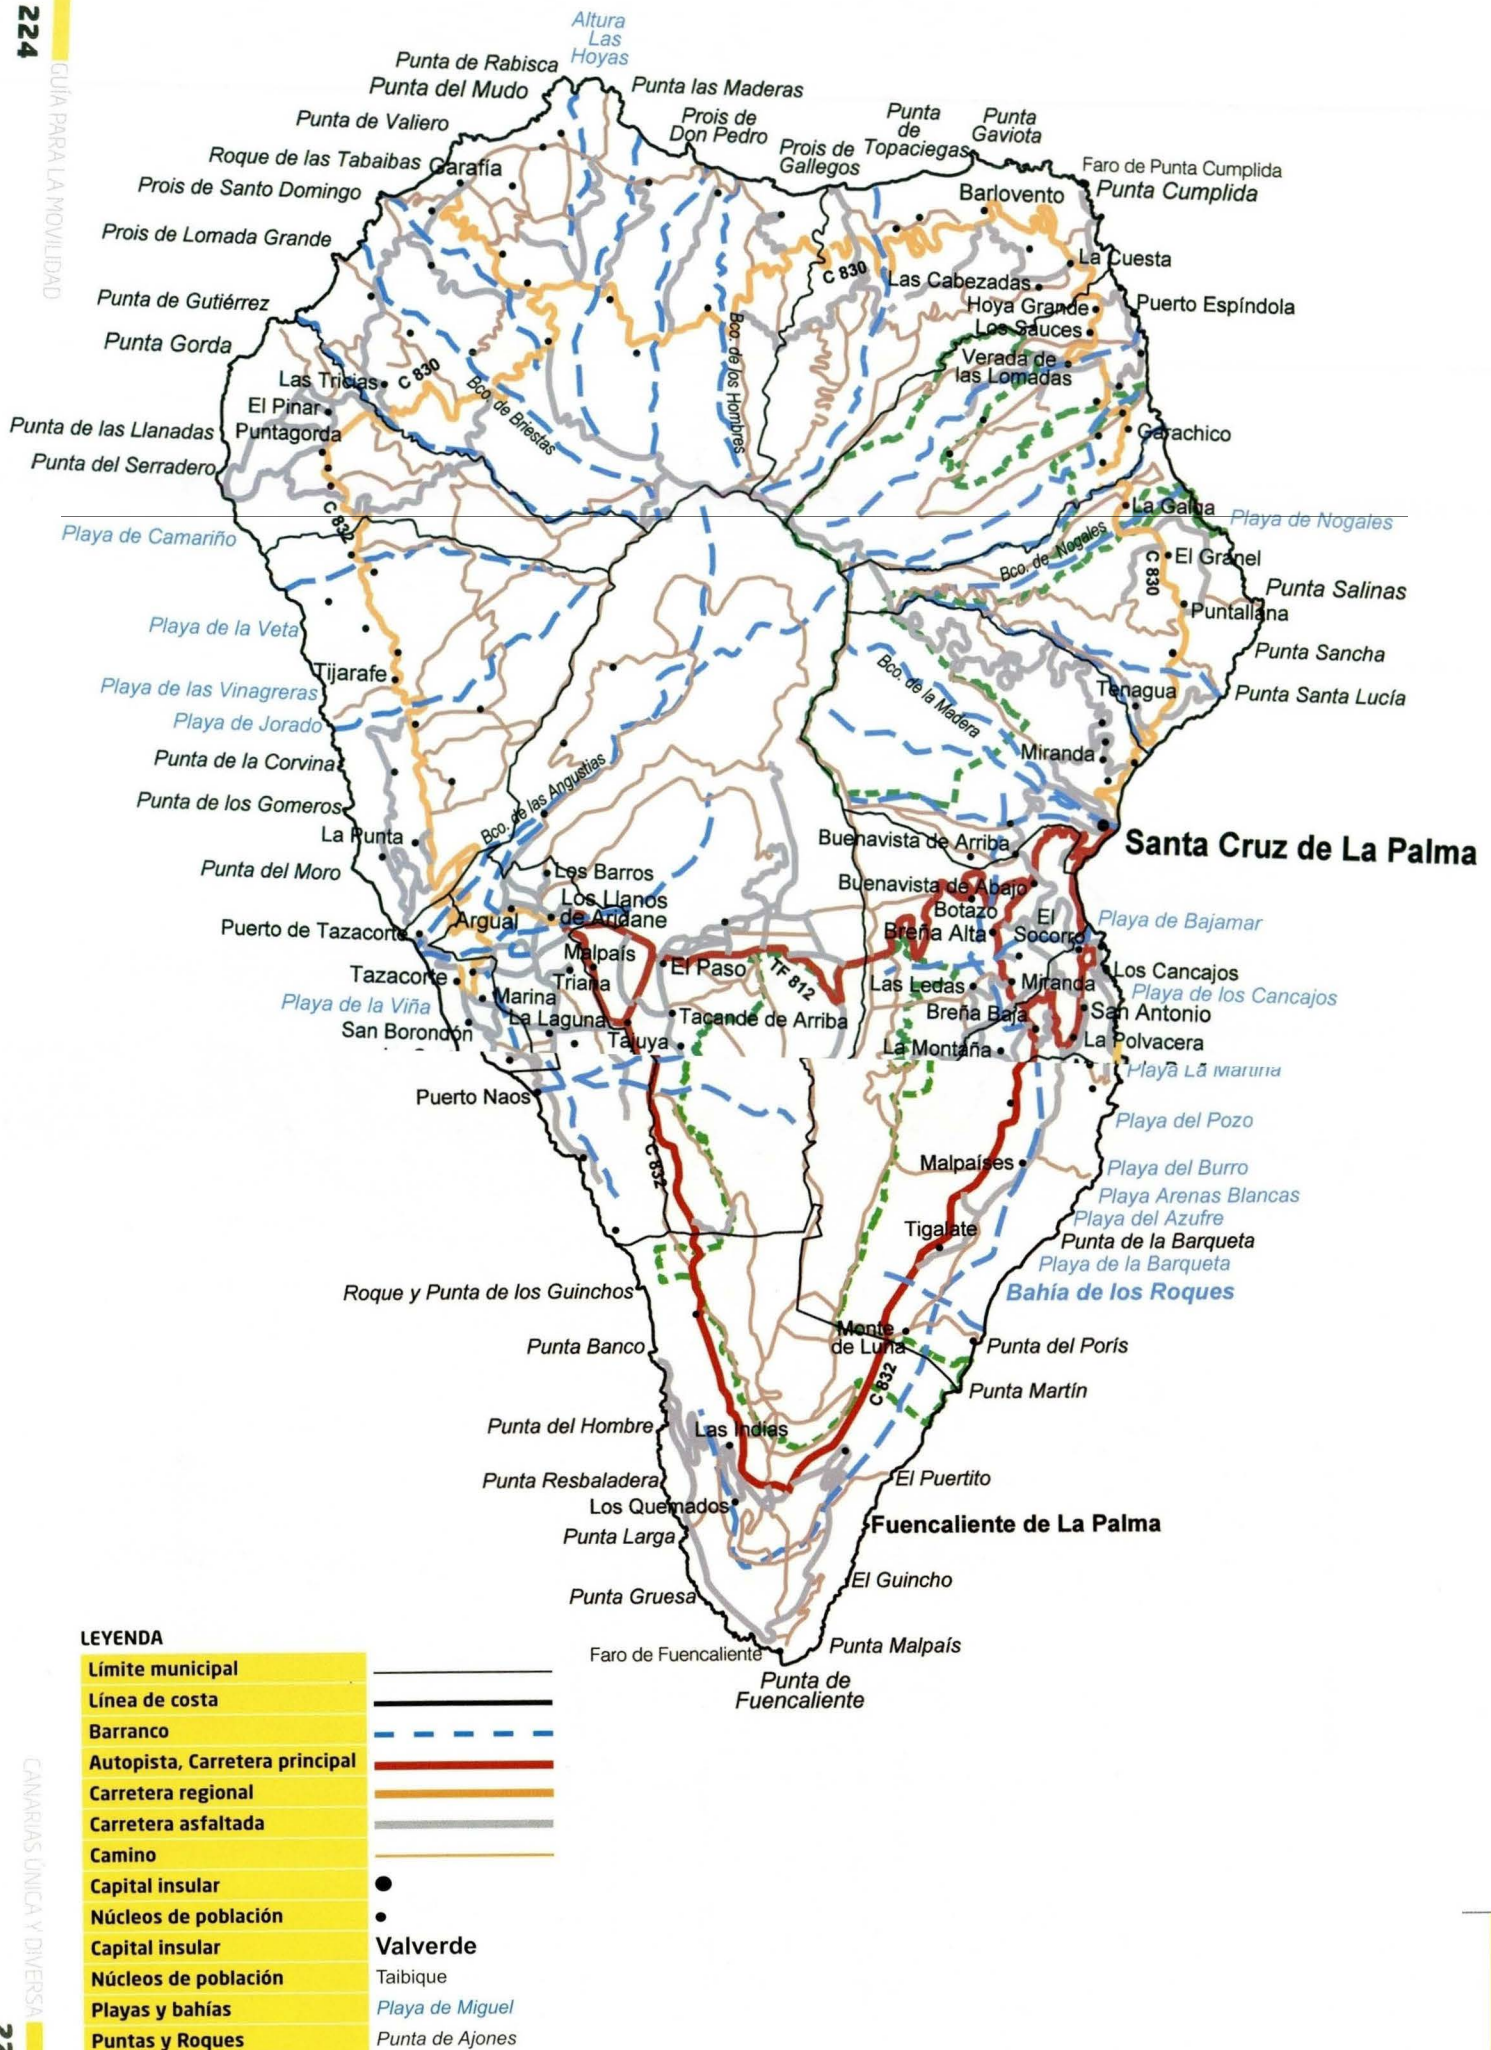 224
GUÍA PARA LA MOVILIDAD
Altura
Las
Hoyas
Punta de Rabisca
Punta del Mudo
Punta las Maderas
Punta de Valiero
Prois de
Don Pedro
Punta
de
Topaciegas
Punta
Gaviota
Prois de
Gallegos
Roque de las Tabaibas
Garafía
Faro de Punta Cumplida
Punta Cumplida
Prois de Santo Domingo
Barlovento
Prois de Lomada Grande
La Cuesta
C 830
Las Cabezadas
Punta de Gutiérrez
Hoya Grande
Puerto Espíndola
Los Sauces
Punta Gorda
Bco. de los Hombres
Verada de
las Lomadas
Las Tricias
C 830
Bco. de Briestas
El Pinar
Punta de las Llanadas
Puntagorda
Garachico
Punta del Serradero
C 832
La Galga
Playa de Nogales
Playa de Camariño
Bco. de Nogales
El Granel
C 830
Punta Salinas
Puntallana
Playa de la Veta
Punta Sancha
Tijarafe
Bco. de la Madera
Playa de las Vinagreras
Tenagua
Punta Santa Lucía
Playa de Jorado
Miranda
Punta de la Corvina
Bco. de las Angustias
Punta de los Gomeros
La Punta
Buenavista de Arriba
Santa Cruz de La Palma
Punta del Moro
Los Barros
Buenavista de Abajo
Los Llanos
de Aridane
Argual
Botazo
El
Socorro
Playa de Bajamar
Puerto de Tazacorte
Breña Alta
Malpaís
El Paso
TF 812
Tazacorte
Triana
Las Ledas
Miranda
Los Cancajos
Playa de la Viña
Marina
Playa de los Cancajos
La Laguna
Tacande de Arriba
Breña Baja
San Antonio
San Borondón
Tajuya
La Montaña
La Polvacera
Playa La Martina
Puerto Naos
Playa del Pozo
C 832
Malpaíses
Playa del Burro
Playa Arenas Blancas
Playa del Azufre
Tigalate
Punta de la Barqueta
Playa de la Barqueta
Roque y Punta de los Guinchos
Bahía de los Roques
Monte
de Luna
Punta Banco
Punta del Porís
C 832
Punta Martín
Punta del Hombre
Las Indias
Punta Resbaladera
El Puertito
Los Quemados
Fuencaliente de La Palma
Punta Larga
El Guincho
Punta Gruesa
Faro de Fuencaliente
Punta Malpaís
Punta de
Fuencaliente
LEYENDA
Límite municipal
Línea de costa
Barranco
Autopista, Carretera principal
Carretera regional
Carretera asfaltada
Camino
Capital insular
Núcleos de población
Capital insular Valverde
Núcleos de población Taibique
Playas y bahías Playa de Miguel
Puntas y Roques Punta de Ajones
CANARIAS ÚNICA Y DIVERSA